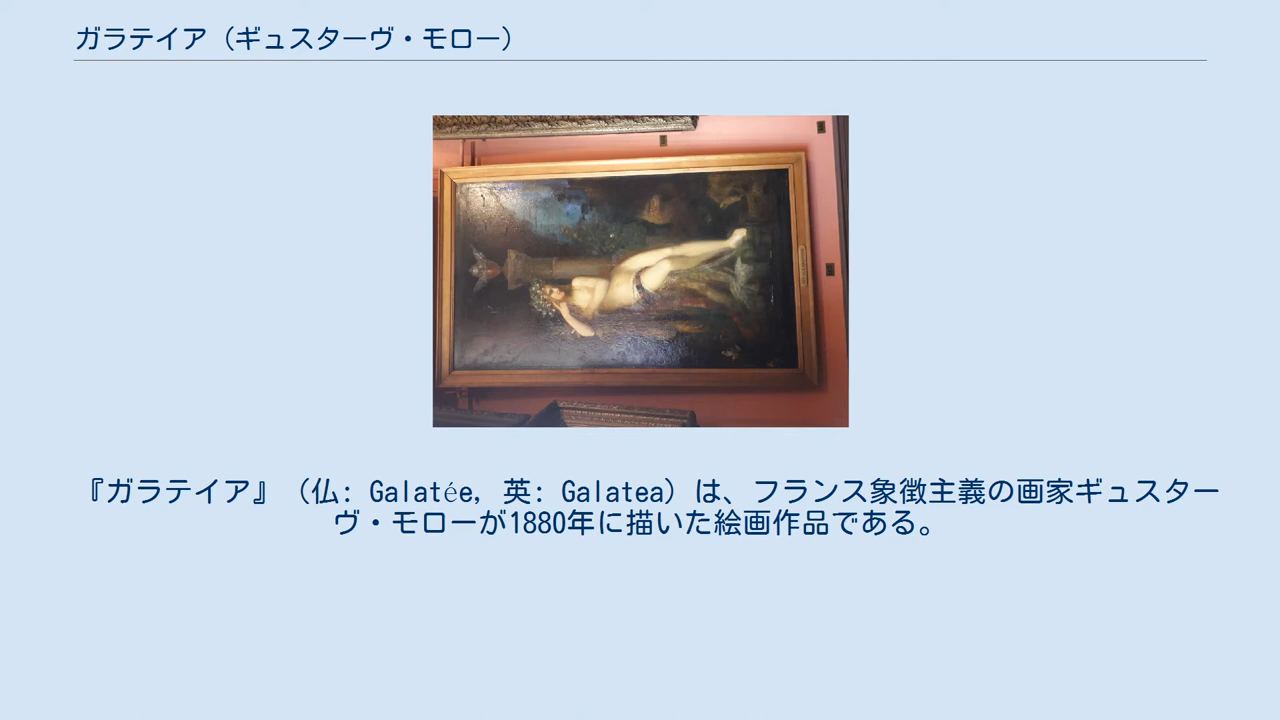 ガラテイア（ギュスターヴ・モロー）
『ガラテイア』（仏: Galatée, 英: Galatea）は、フランス象徴主義の画家ギュスター
ヴ・モローが1880年に描いた絵画作品である。